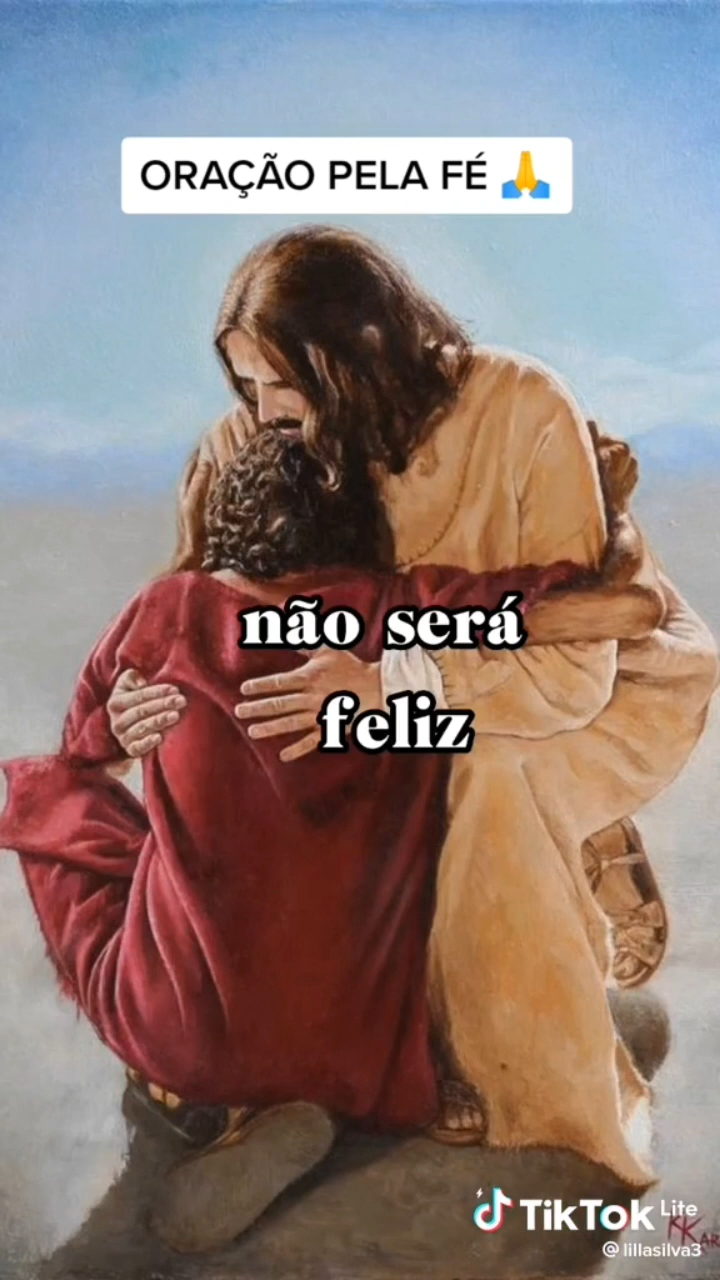 ORAÇÃO PELA FÉ 🙏
não será
feliz
TikTok Lite
@lillasilva3